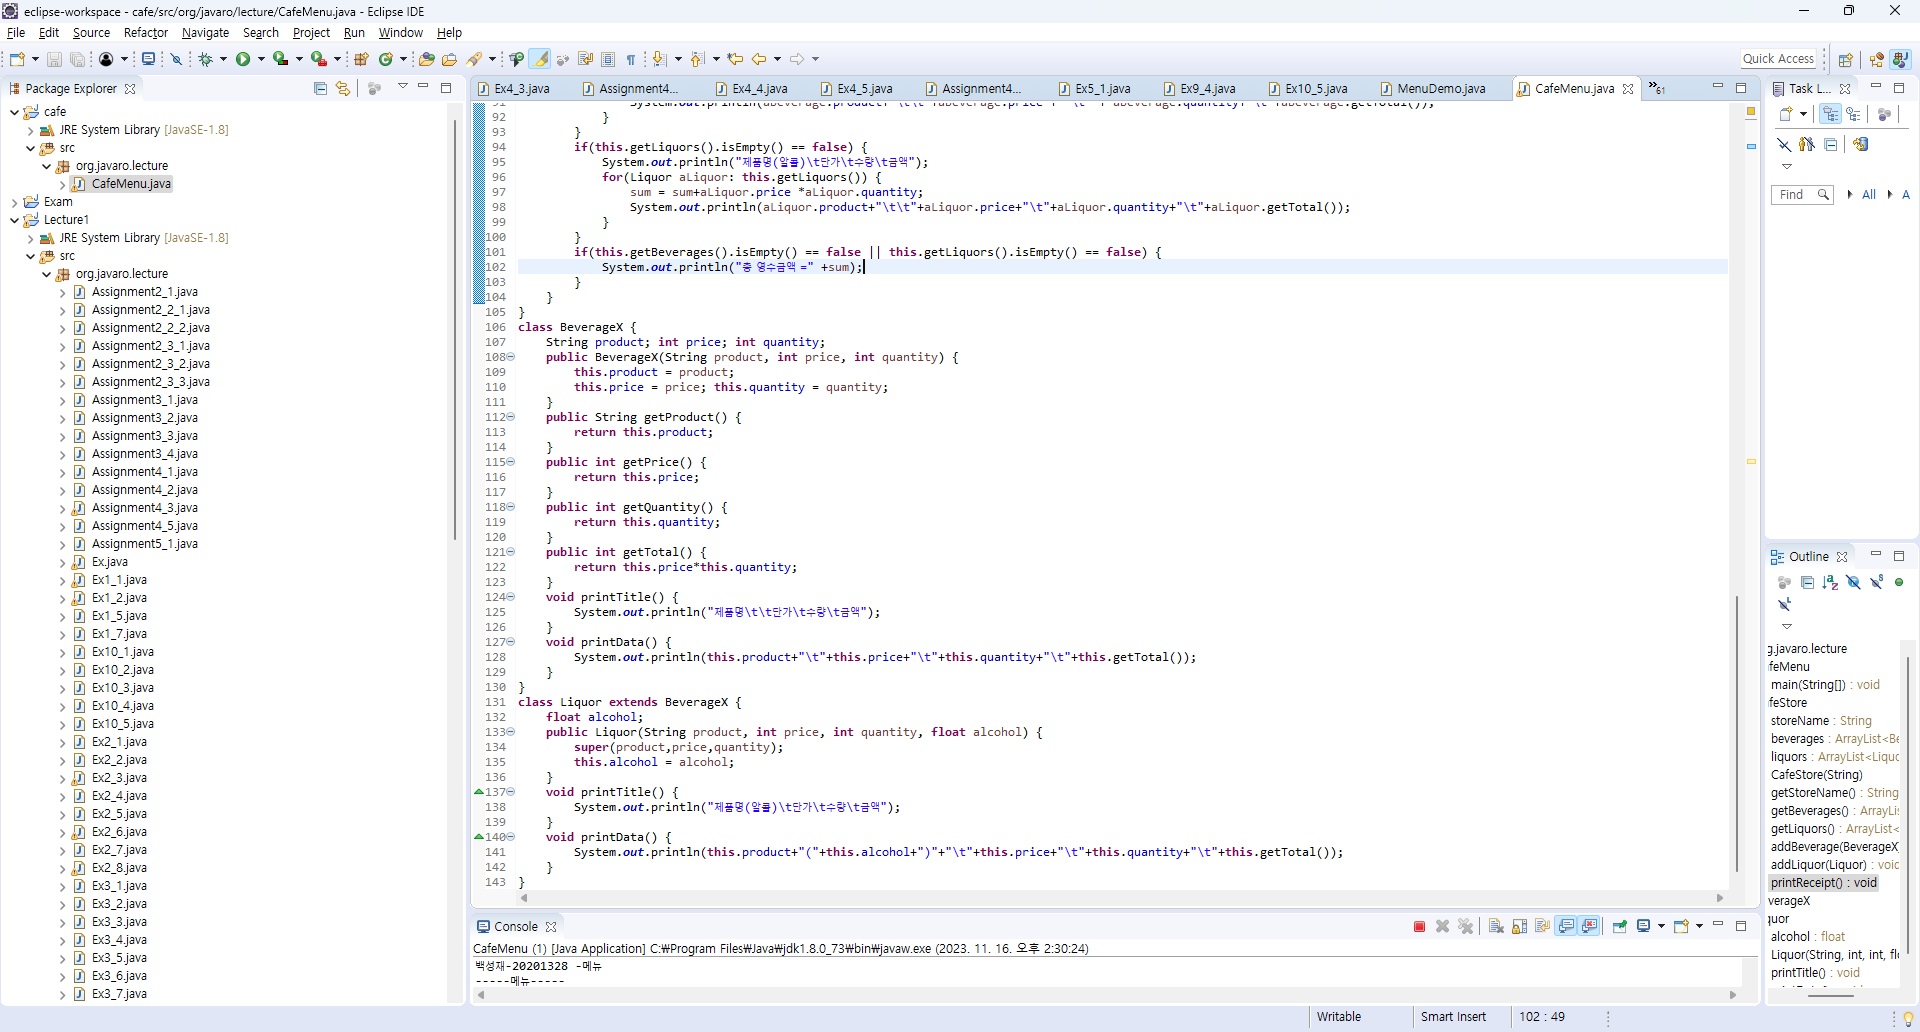 eclipse-workspace - cafe/src/org/javaro/lecture/CafeMenu.java - Eclipse IDE
File Edit Source Refactor Navigate Search Project Run Window Help
Quick Access
Package Explorer
cafe
JRE System Library [JavaSE-1.8]
src
org.javaro.lecture
CafeMenu.java
Exam
Lecture1
JRE System Library [JavaSE-1.8]
src
org.javaro.lecture
Assignment2_1.java
Assignment2_2_1.java
Assignment2_2_2.java
Assignment2_3_1.java
Assignment2_3_2.java
Assignment2_3_3.java
Assignment3_1.java
Assignment3_2.java
Assignment3_3.java
Assignment3_4.java
Assignment4_1.java
Assignment4_2.java
Assignment4_3.java
Assignment4_5.java
Assignment5_1.java
Ex.java
Ex1_1.java
Ex1_2.java
Ex1_5.java
Ex1_7.java
Ex10_1.java
Ex10_2.java
Ex10_3.java
Ex10_4.java
Ex10_5.java
Ex2_1.java
Ex2_2.java
Ex2_3.java
Ex2_4.java
Ex2_5.java
Ex2_6.java
Ex2_7.java
Ex2_8.java
Ex3_1.java
Ex3_2.java
Ex3_3.java
Ex3_4.java
Ex3_5.java
Ex3_6.java
Ex3_7.java
Ex4_3.java Assignment4... Ex4_4.java Ex4_5.java Assignment4... Ex5_1.java Ex9_4.java Ex10_5.java MenuDemo.java CafeMenu.java 61
92 }
93 }
94 if(this.getLiquors().isEmpty() == false) {
95 System.out.println("제품명(알콜)\t단가\t수량\t금액");
96 for(Liquor aLiquor: this.getLiquors()) {
97 sum = sum+aLiquor.price *aLiquor.quantity;
98 System.out.println(aLiquor.product+"\t\t"+aLiquor.price+"\t"+aLiquor.quantity+"\t"+aLiquor.getTotal());
99 }
100 }
101 if(this.getBeverages().isEmpty() == false || this.getLiquors().isEmpty() == false) {
102 System.out.println("총 영수금액 =" +sum);
103 }
104 }
105 }
106 class BeverageX {
107 String product; int price; int quantity;
108 public BeverageX(String product, int price, int quantity) {
109 this.product = product;
110 this.price = price; this.quantity = quantity;
111 }
112 public String getProduct() {
113 return this.product;
114 }
115 public int getPrice() {
116 return this.price;
117 }
118 public int getQuantity() {
119 return this.quantity;
120 }
121 public int getTotal() {
122 return this.price*this.quantity;
123 }
124 void printTitle() {
125 System.out.println("제품명\t\t단가\t수량\t금액");
126 }
127 void printData() {
128 System.out.println(this.product+"\t"+this.price+"\t"+this.quantity+"\t"+this.getTotal());
129 }
130 }
131 class Liquor extends BeverageX {
132 float alcohol;
133 public Liquor(String product, int price, int quantity, float alcohol) {
134 super(product,price,quantity);
135 this.alcohol = alcohol;
136 }
137 void printTitle() {
138 System.out.println("제품명(알콜)\t단가\t수량\t금액");
139 }
140 void printData() {
141 System.out.println(this.product+"("+this.alcohol+")"+"\t"+this.price+"\t"+this.quantity+"\t"+this.getTotal());
142 }
143 }
Console
CafeMenu (1) [Java Application] C:￦Program Files￦Java￦jdk1.8.0_73￦bin￦javaw.exe (2023. 11. 16. 오후 2:30:24)
백성재-20201328 -메뉴
-----메뉴-----
Task L...
Find All A
Outline
g.javaro.lecture
feMenu
main(String[]) : void
feStore
storeName : String
beverages : ArrayList<Be
liquors : ArrayList<Liquo
CafeStore(String)
getStoreName() : String
getBeverages() : ArrayLi
getLiquors() : ArrayList<
addBeverage(BeverageX
addLiquor(Liquor) : voic
printReceipt() : void
verageX
quor
alcohol : float
Liquor(String, int, int, fl
printTitle() : void
Writable Smart Insert 102 : 49